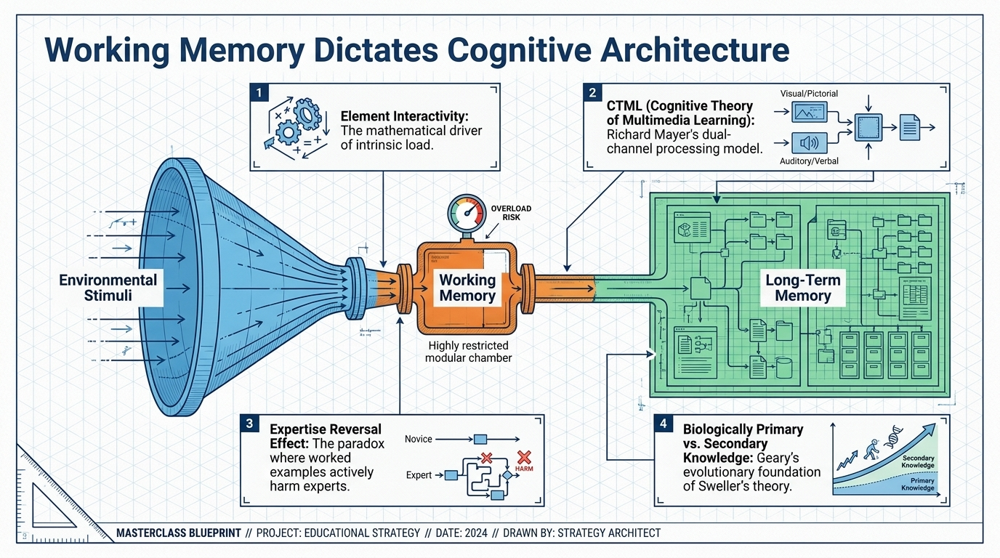 Working Memory Dictates Cognitive Architecture
1
Element Interactivity:
The mathematical driver
of intrinsic load.
2
CTML (Cognitive Theory
of Multimedia Learning):
Richard Mayer's dual-
channel processing model.
Visual/Pictorial
Auditory/Verbal
OVERLOAD
RISK
Environmental
Stimuli
Working
Memory
Highly restricted
modular chamber
Long-Term
Memory
3
Expertise Reversal
Effect: The paradox
where worked
examples actively
harm experts.
Novice
Expert
HARM
4
Biologically Primary
vs. Secondary
Knowledge: Geary's
evolutionary foundation
of Sweller's theory.
Secondary
Knowledge
Primary
Knowledge
MASTERCLASS BLUEPRINT // PROJECT: EDUCATIONAL STRATEGY // DATE: 2024 // DRAWN BY: STRATEGY ARCHITECT